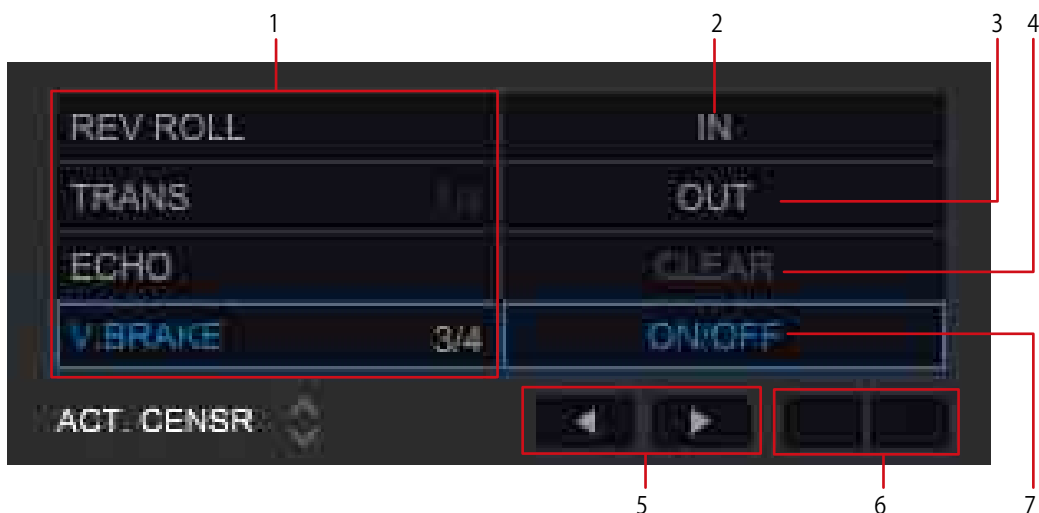 1 2 3 4
REV ROLL IN
TRANS OUT
ECHO CLEAR
V.BRAKE 3/4 ON/OFF
ACT. CENSR
5 6 7